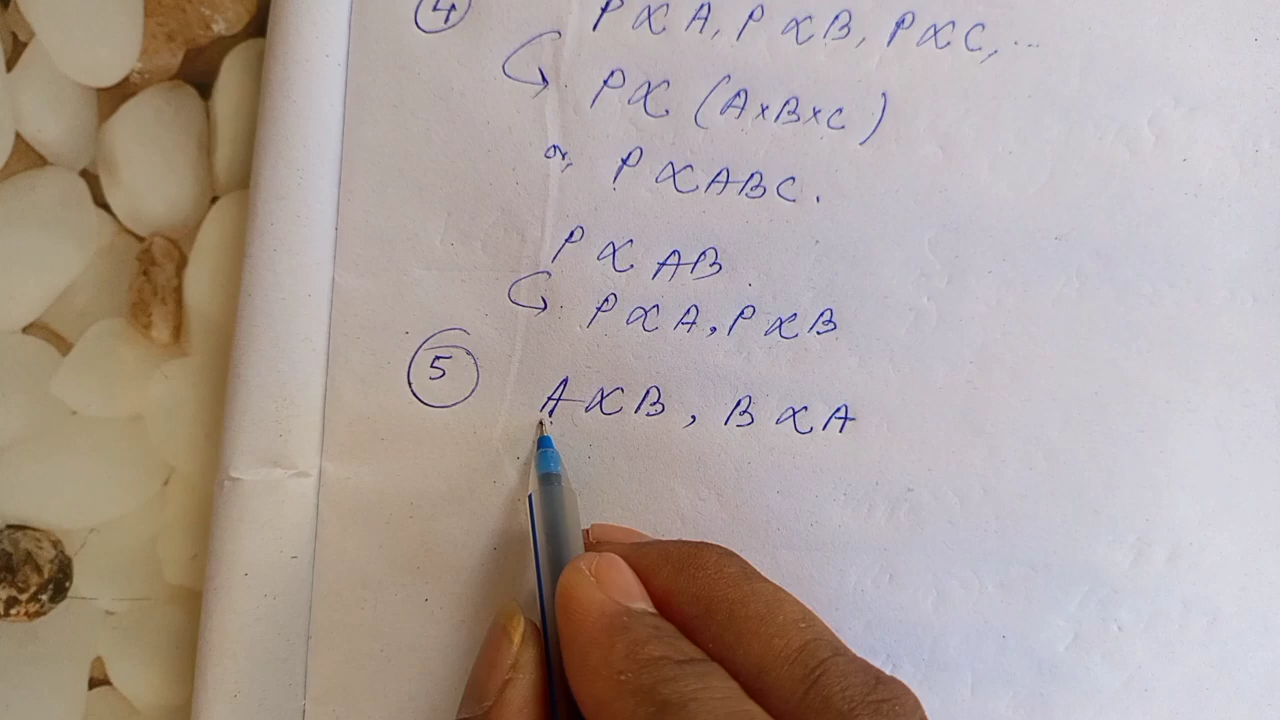 ④ P ∝ A, P ∝ B, P ∝ C, ...
P ∝ (A×B×C)
or, P ∝ ABC.
P ∝ AB
P ∝ A, P ∝ B
⑤ A ∝ B, B ∝ A